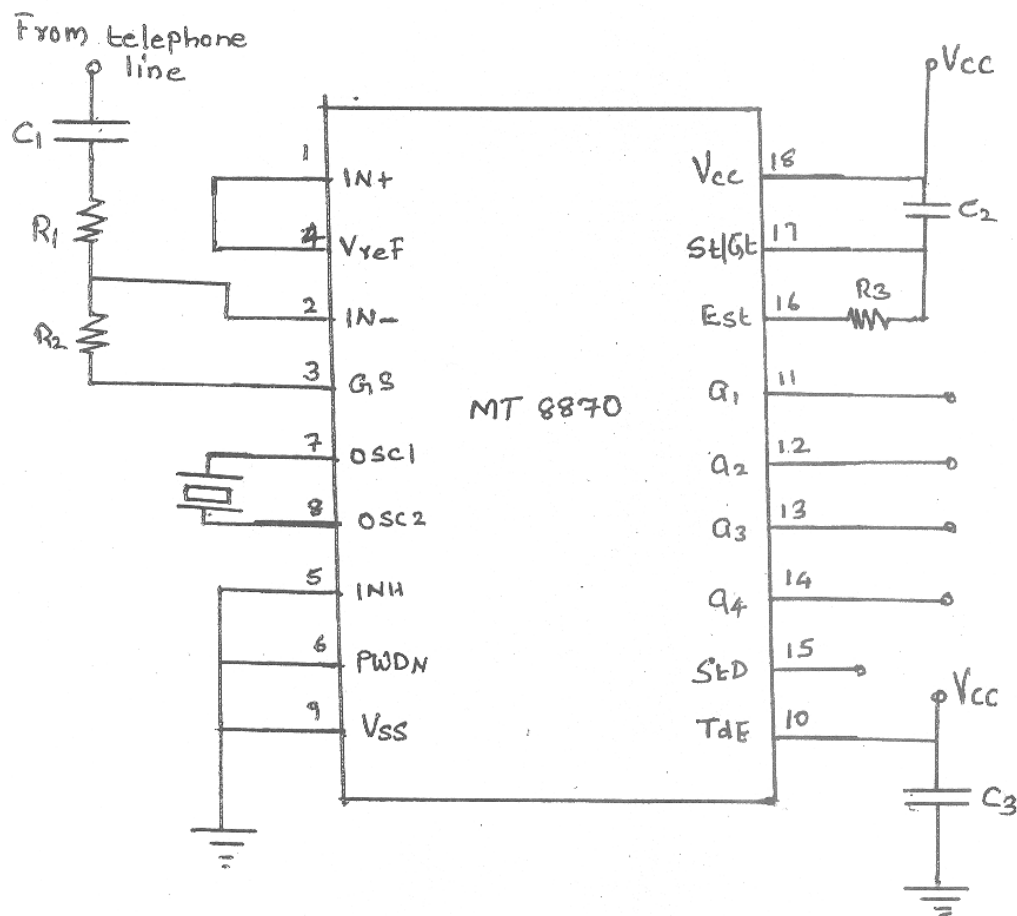 From telephone
line
C1
R1
R2
1 IN+
4 VreF
2 IN-
3 GS
7 OSC1
8 OSC2
5 INH
6 PWDN
9 VSS
MT 8870
Vcc 18
St/Gt 17
Est 16
R3
C2
Vcc
Q1 11
Q2 12
Q3 13
Q4 14
StD 15
TdE 10
Vcc
C3